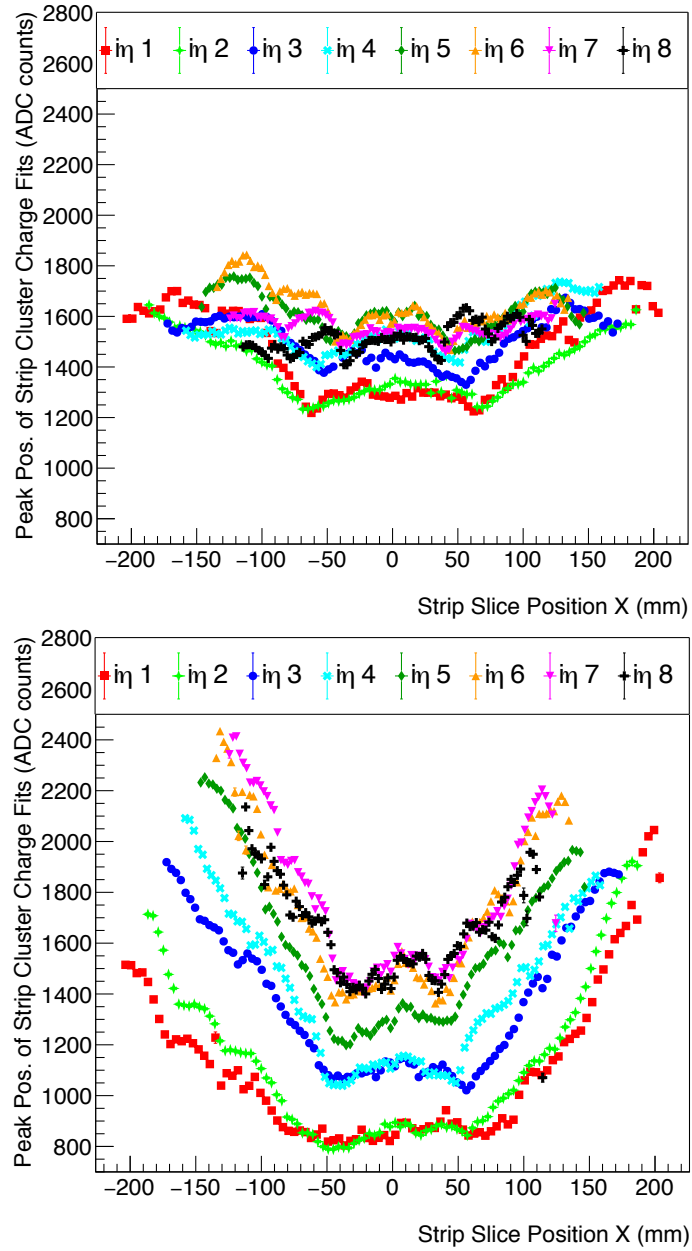 Peak Pos. of Strip Cluster Charge Fits (ADC counts)
2800
2600
2400
2200
2000
1800
1600
1400
1200
1000
800
iη 1 iη 2 iη 3 iη 4 iη 5 iη 6 iη 7 iη 8
−200 −150 −100 −50 0 50 100 150 200
Strip Slice Position X (mm)
Peak Pos. of Strip Cluster Charge Fits (ADC counts)
2800
2600
2400
2200
2000
1800
1600
1400
1200
1000
800
iη 1 iη 2 iη 3 iη 4 iη 5 iη 6 iη 7 iη 8
−200 −150 −100 −50 0 50 100 150 200
Strip Slice Position X (mm)